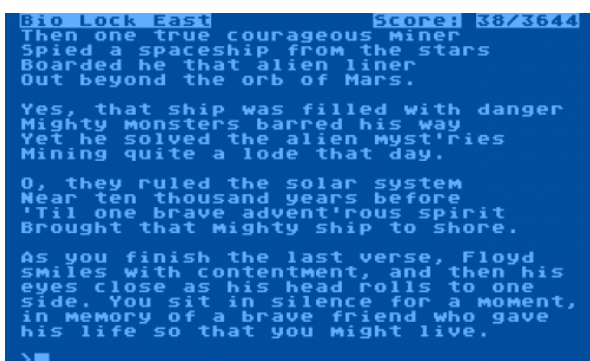 Bio Lock East Score: 38/3644
Then one true courageous miner
Spied a spaceship from the stars
Boarded he that alien liner
Out beyond the orb of Mars.
Yes, that ship was filled with danger
Mighty monsters barred his way
Yet he solved the alien myst'ries
Mining quite a lode that day.
O, they ruled the solar system
Near ten thousand years before
'Til one brave advent'rous spirit
Brought that mighty ship to shore.
As you finish the last verse, Floyd
smiles with contentment, and then his
eyes close as his head rolls to one
side. You sit in silence for a moment,
in memory of a brave friend who gave
his life so that you might live.
>